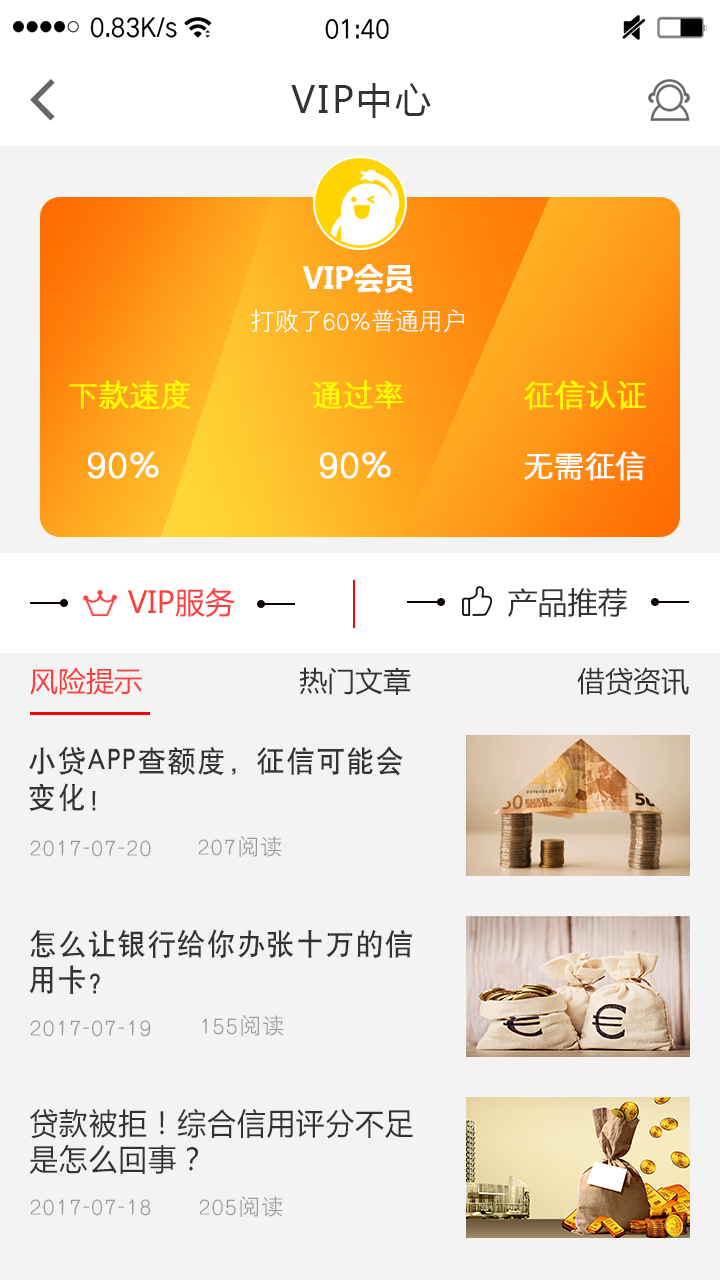 0.83K/s
01:40
VIP中心
VIP会员
打败了60%普通用户
下款速度 通过率 征信认证
90% 90% 无需征信
VIP服务 产品推荐
风险提示 热门文章 借贷资讯
小贷APP查额度，征信可能会
变化！
2017-07-20 207阅读
怎么让银行给你办张十万的信
用卡？
2017-07-19 155阅读
贷款被拒！综合信用评分不足
是怎么回事？
2017-07-18 205阅读